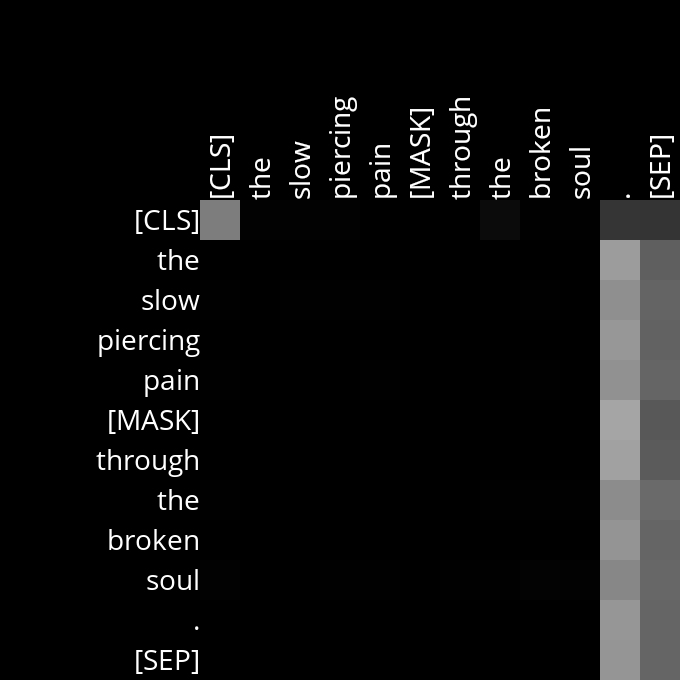 [CLS] the slow piercing pain [MASK] through the broken soul . [SEP]
[CLS]
the
slow
piercing
pain
[MASK]
through
the
broken
soul
.
[SEP]